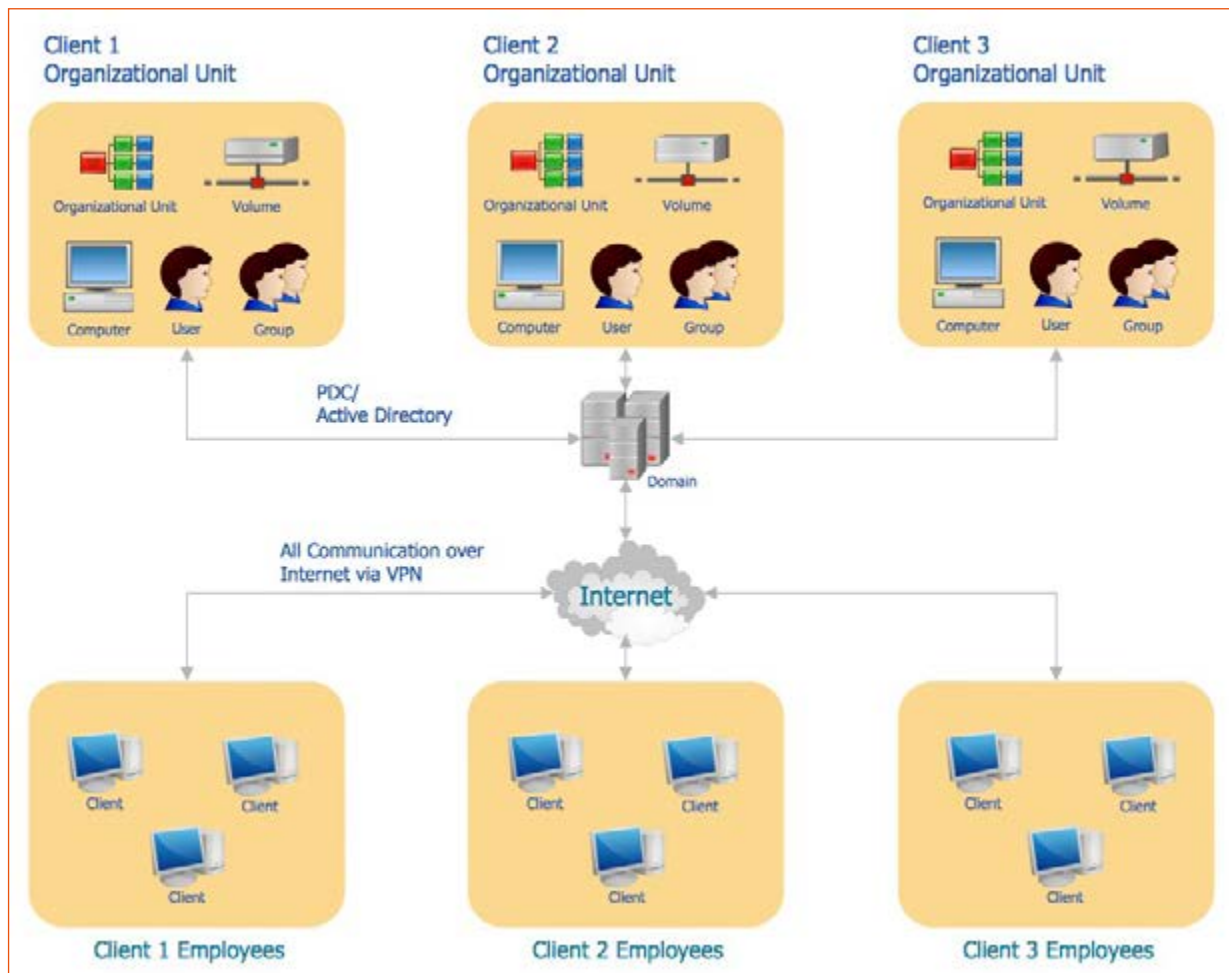 Client 1
Organizational Unit
Client 2
Organizational Unit
Client 3
Organizational Unit
Organizational Unit
Volume
Computer
User
Group
Organizational Unit
Volume
Computer
User
Group
Organizational Unit
Volume
Computer
User
Group
PDC/
Active Directory
Domain
All Communication over
Internet via VPN
Internet
Client
Client
Client
Client
Client
Client
Client
Client
Client
Client 1 Employees
Client 2 Employees
Client 3 Employees